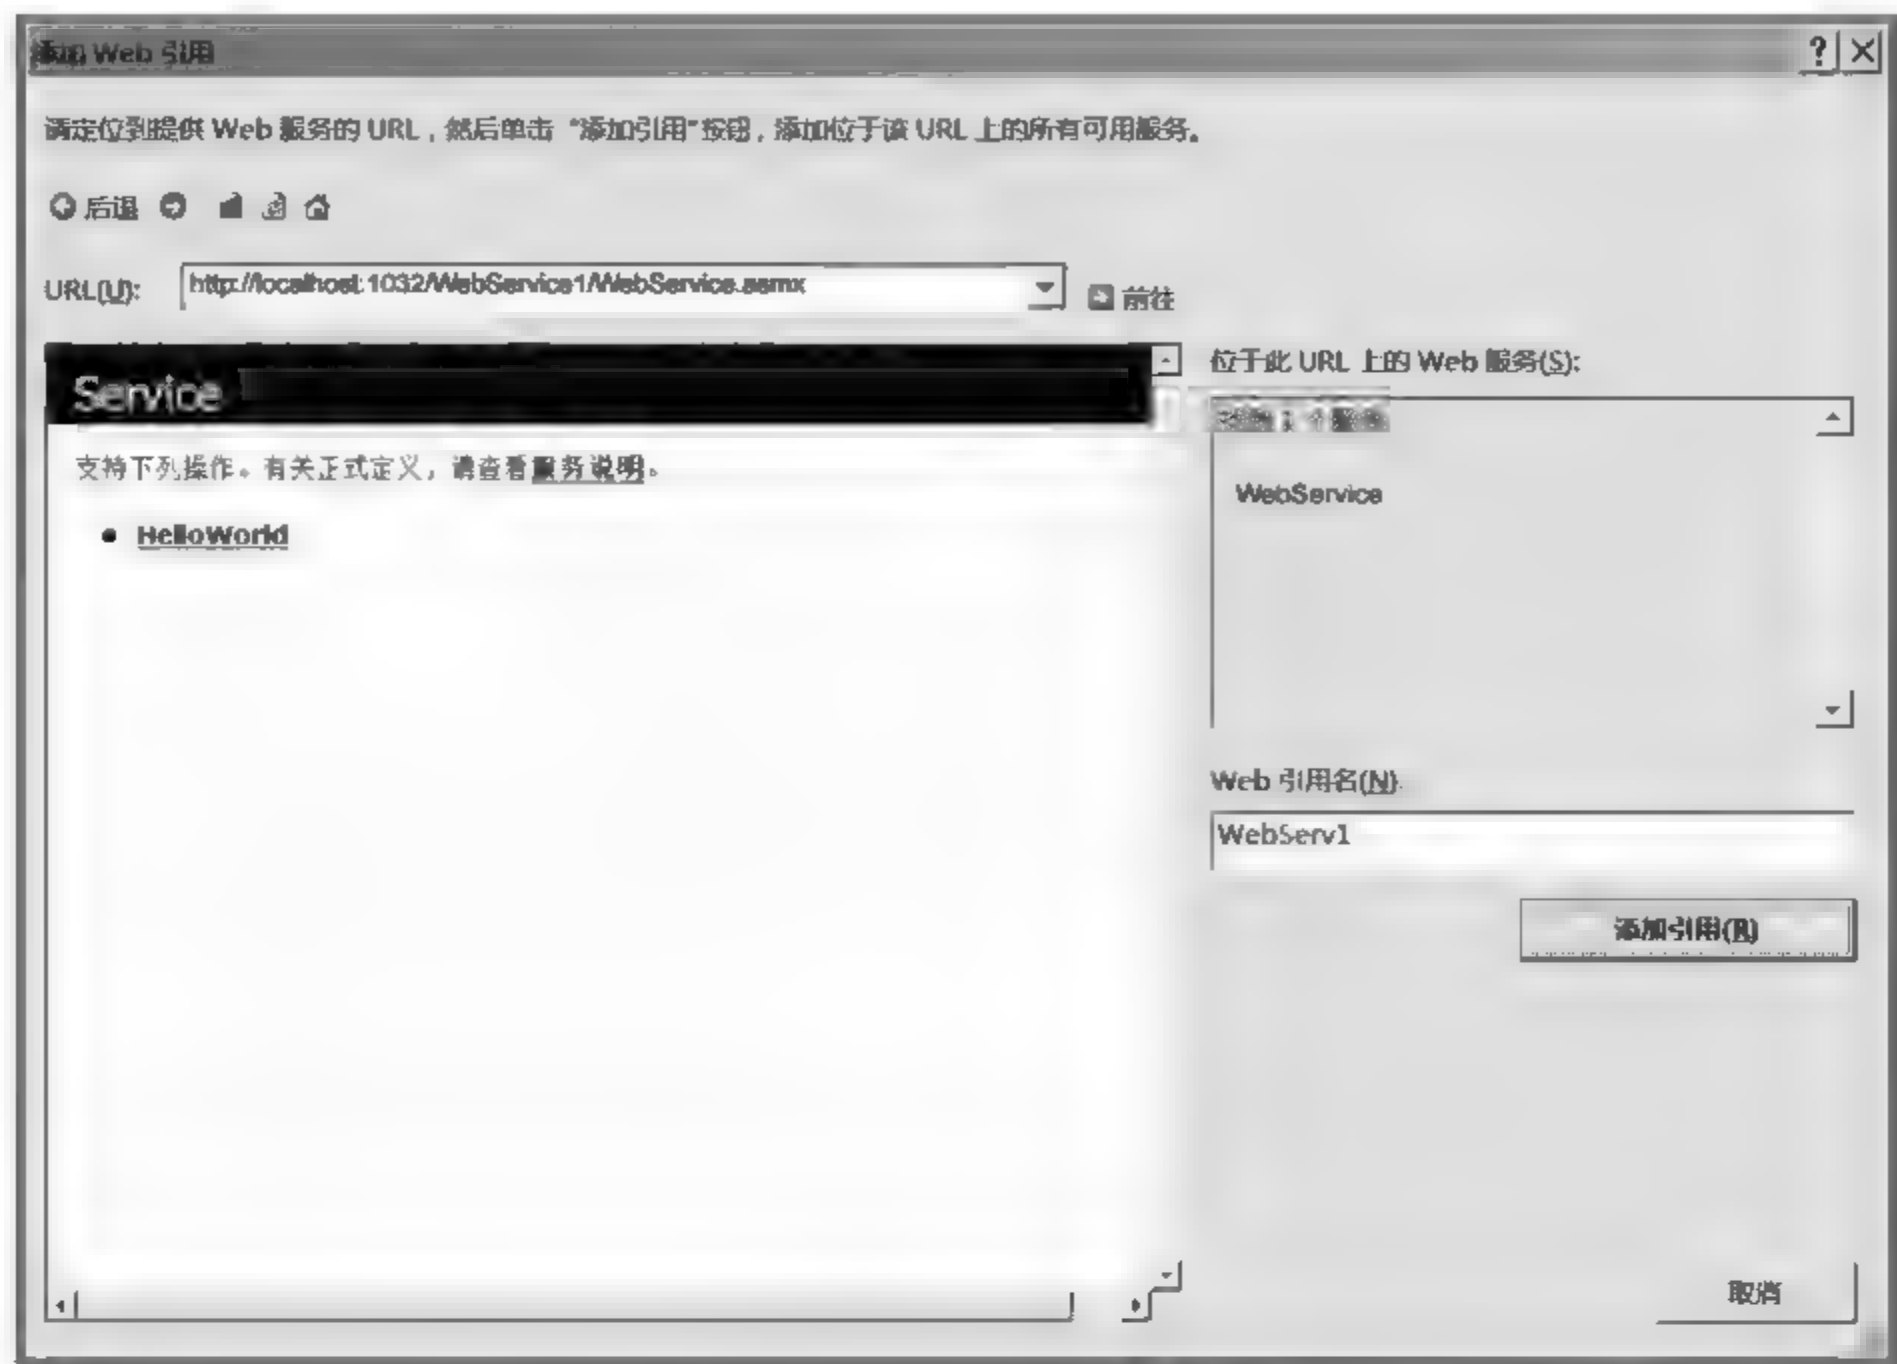 添加 Web 引用
请定位到提供 Web 服务的 URL，然后单击 “添加引用”按钮，添加位于该 URL 上的所有可用服务。
后退
URL(U): http://localhost:1032/WebService1/WebService.asmx 前往
Service
支持下列操作。有关正式定义，请查看服务说明。
• HelloWorld
位于此 URL 上的 Web 服务(S):
WebService
Web 引用名(N)
WebServ1
添加引用(R)
取消